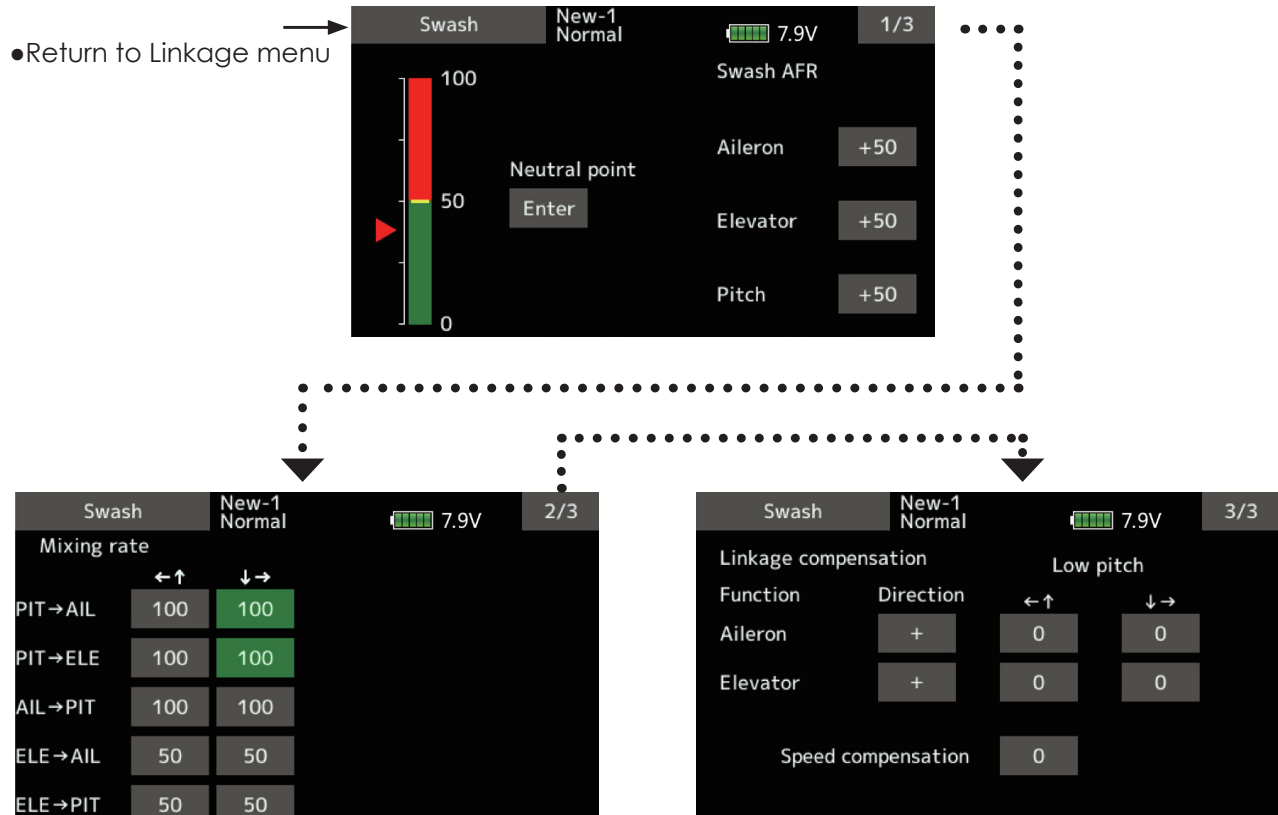 ●Return to Linkage menu
Swash New-1 Normal 7.9V 1/3
100
50
0
Neutral point
Enter
Swash AFR
Aileron +50
Elevator +50
Pitch +50
Swash New-1 Normal 7.9V 2/3
Mixing rate
←↑ ↓→
PIT→AIL 100 100
PIT→ELE 100 100
AIL→PIT 100 100
ELE→AIL 50 50
ELE→PIT 50 50
Swash New-1 Normal 7.9V 3/3
Linkage compensation Low pitch
Function Direction ←↑ ↓→
Aileron + 0 0
Elevator + 0 0
Speed compensation 0